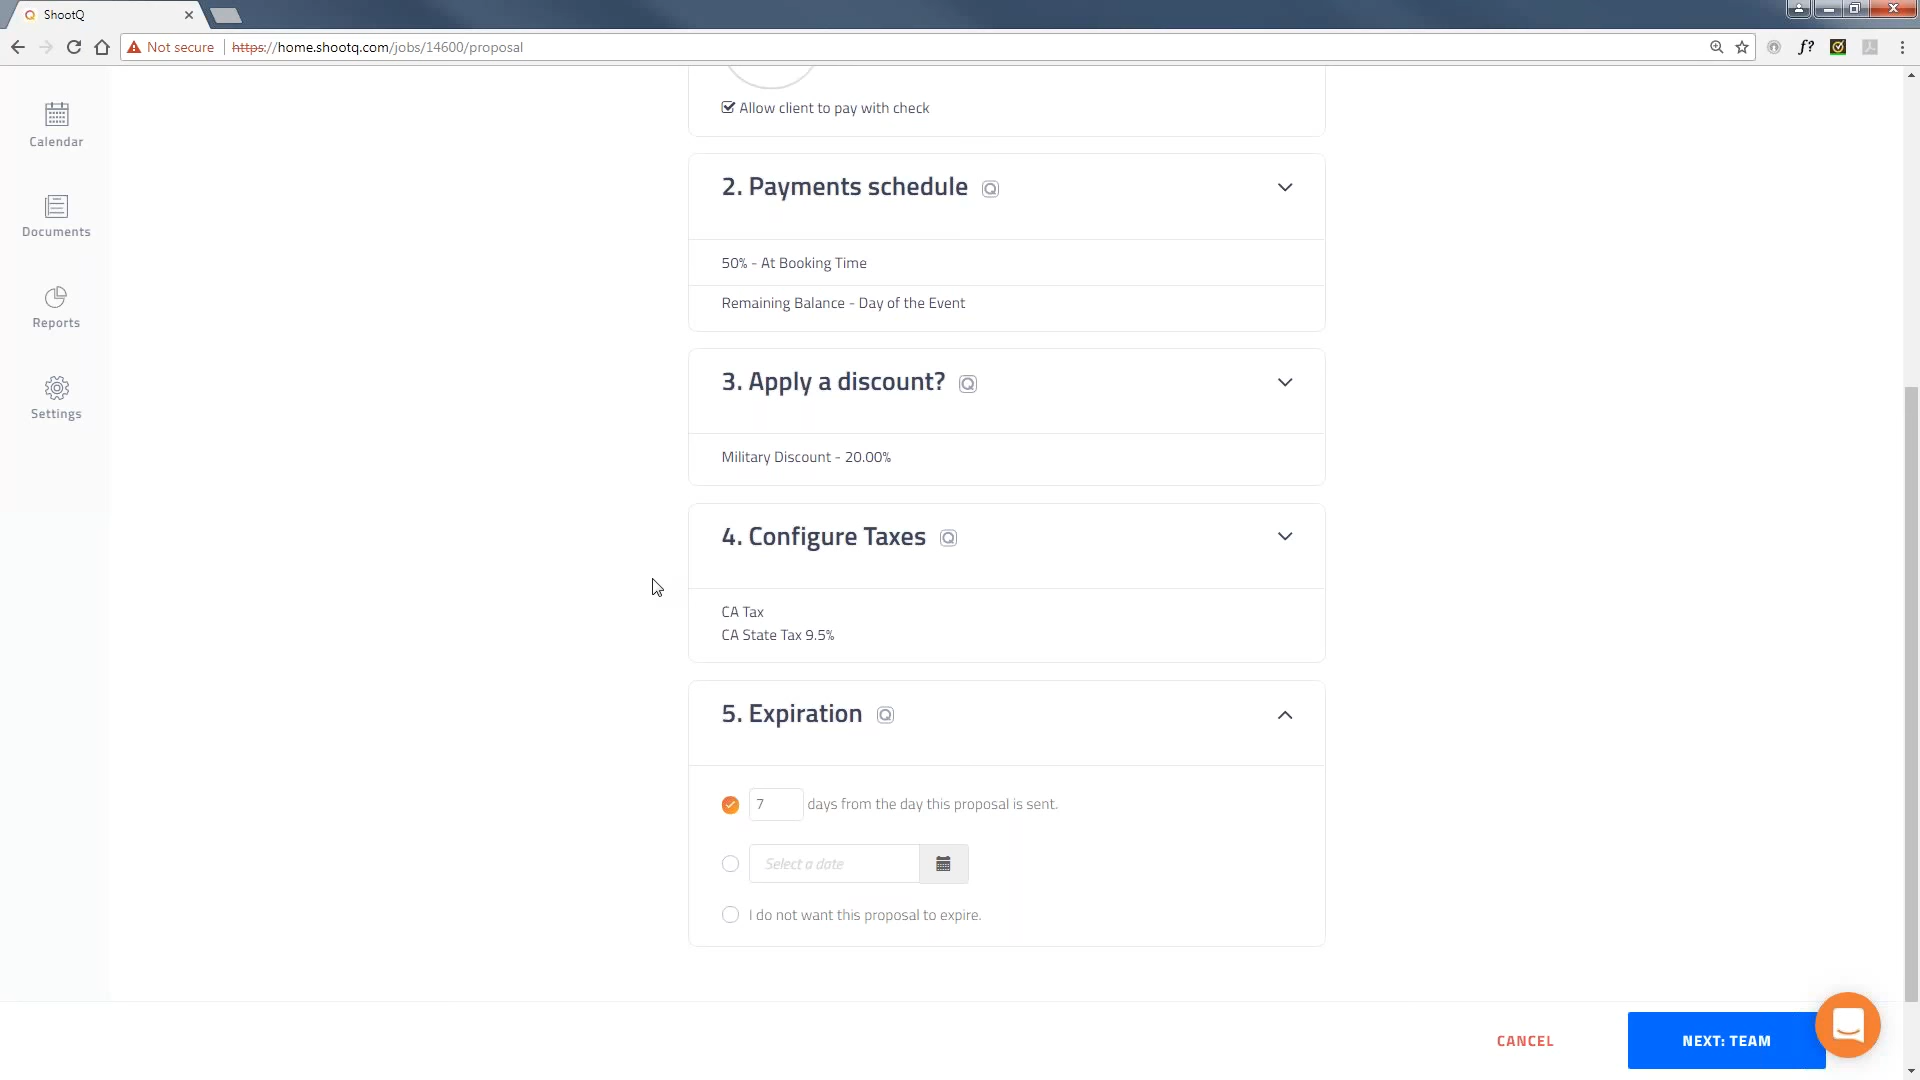 ShootQ
Not secure
https://home.shootq.com/jobs/14600/proposal
f?
Calendar
Documents
Reports
Settings
Allow client to pay with check
2. Payments schedule
50% - At Booking Time
Remaining Balance - Day of the Event
3. Apply a discount?
Military Discount - 20.00%
4. Configure Taxes
CA Tax
CA State Tax 9.5%
5. Expiration
7 days from the day this proposal is sent.
Select a date
I do not want this proposal to expire.
CANCEL
NEXT: TEAM